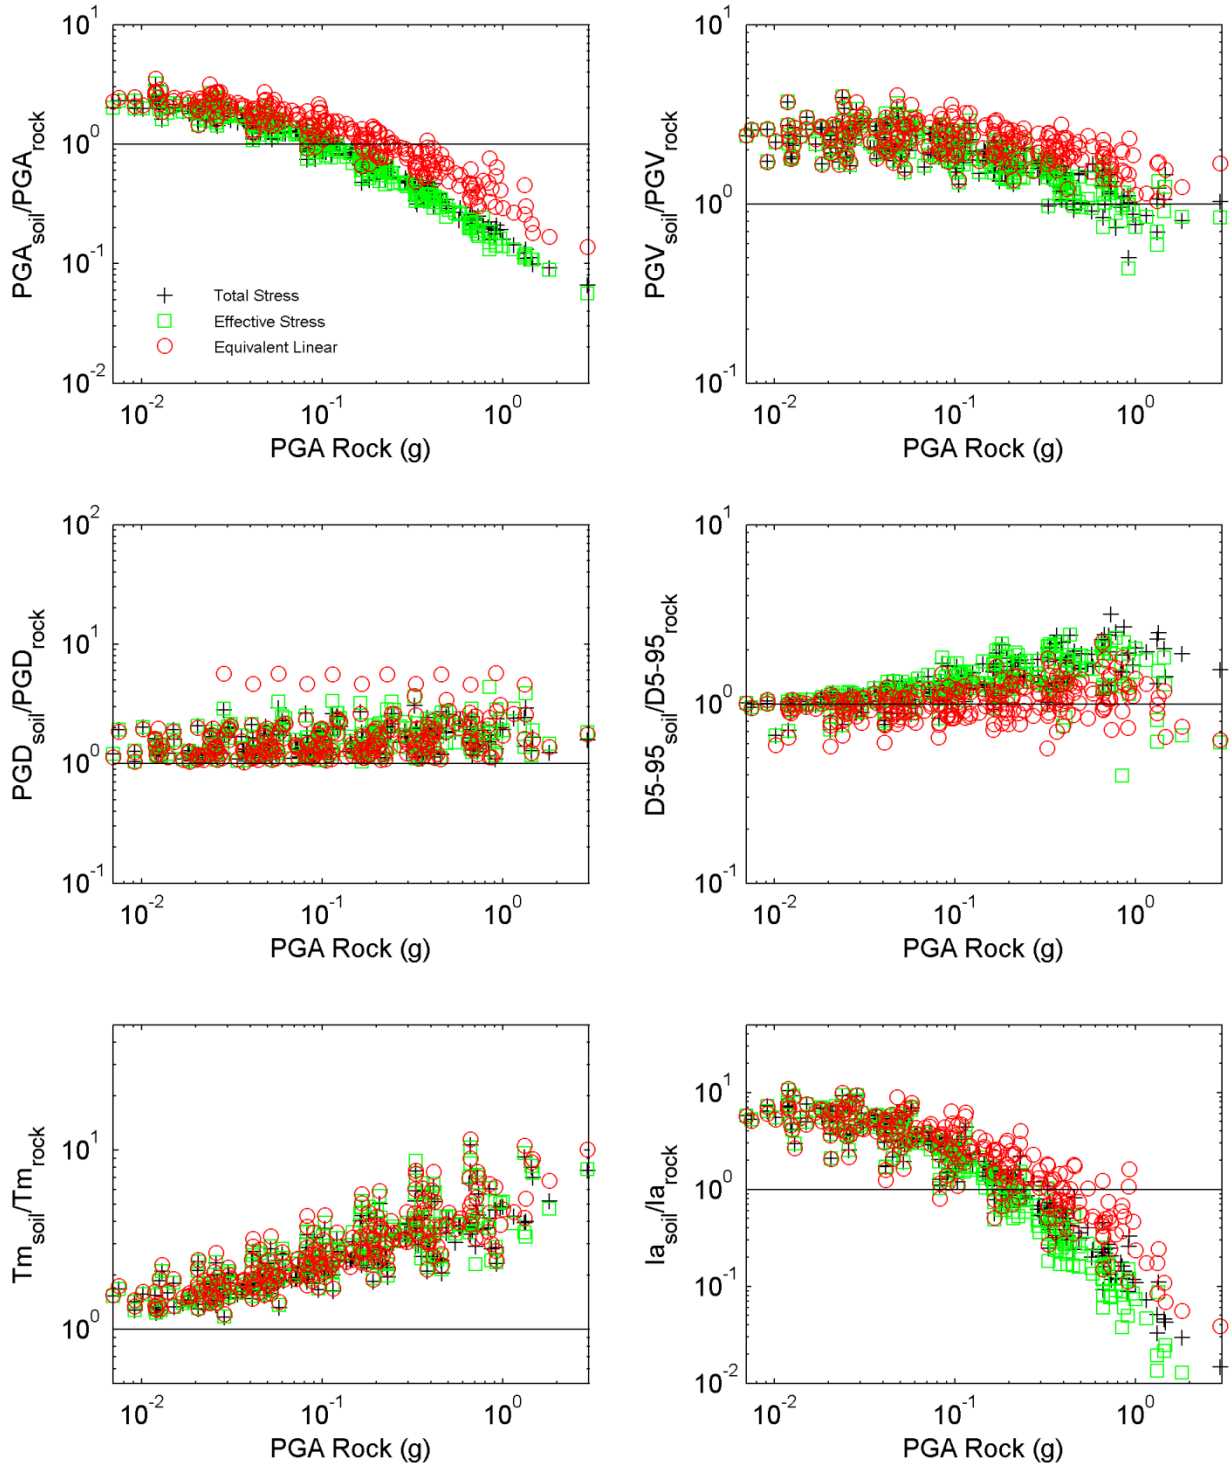 10^1
10^0
10^-1
10^-2
PGA_soil/PGA_rock
Total Stress
Effective Stress
Equivalent Linear
10^-2 10^-1 10^0
PGA Rock (g)
10^1
10^0
10^-1
PGV_soil/PGV_rock
10^-2 10^-1 10^0
PGA Rock (g)
10^2
10^1
10^0
10^-1
PGD_soil/PGD_rock
10^-2 10^-1 10^0
PGA Rock (g)
10^1
10^0
10^-1
D5-95_soil/D5-95_rock
10^-2 10^-1 10^0
PGA Rock (g)
10^1
10^0
Tm_soil/Tm_rock
10^-2 10^-1 10^0
PGA Rock (g)
10^1
10^0
10^-1
10^-2
Ia_soil/Ia_rock
10^-2 10^-1 10^0
PGA Rock (g)